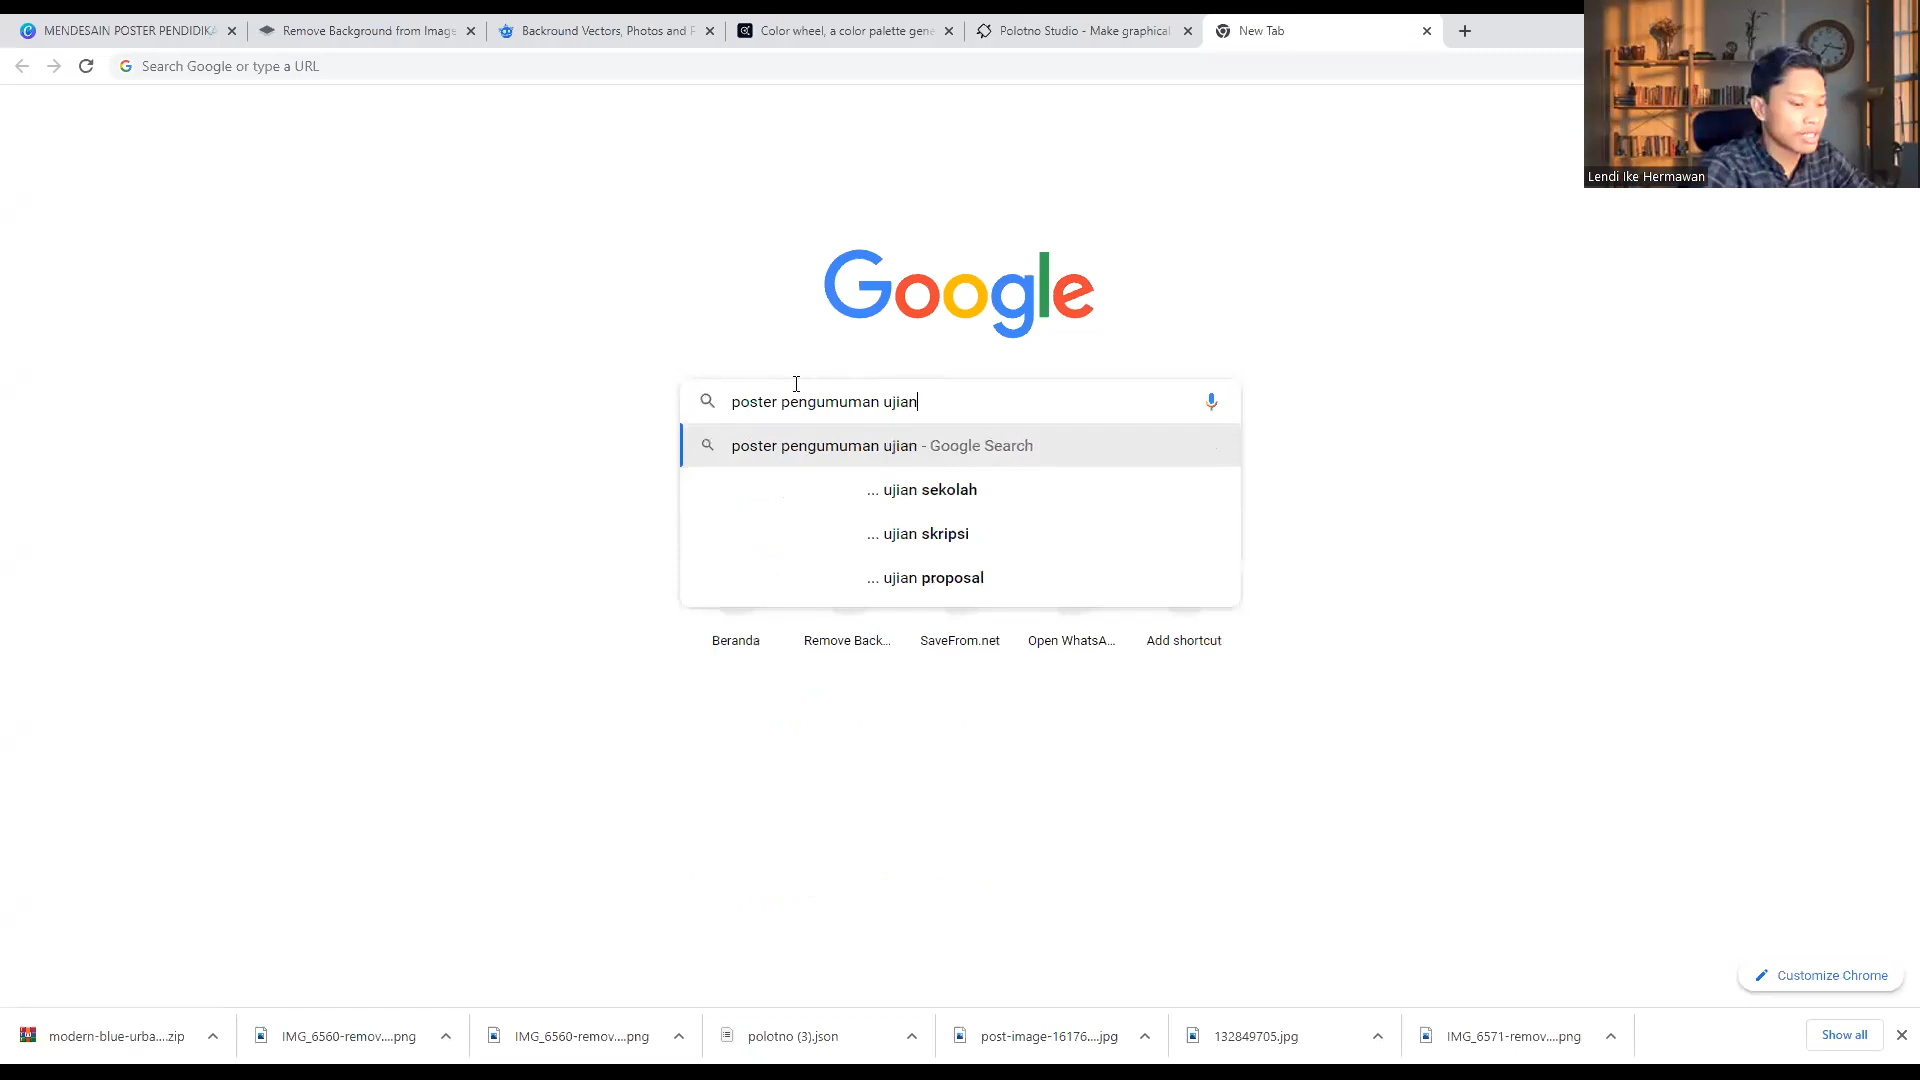 MENDESAIN POSTER PENDIDIKA
Remove Background from Image
Backround Vectors, Photos and F
Color wheel, a color palette gene
Polotno Studio - Make graphical
New Tab
Search Google or type a URL
Lendi Ike Hermawan
Google
poster pengumuman ujian
poster pengumuman ujian - Google Search
... ujian sekolah
... ujian skripsi
... ujian proposal
Beranda
Remove Back...
SaveFrom.net
Open WhatsA...
Add shortcut
Customize Chrome
modern-blue-urba....zip
IMG_6560-remov....png
IMG_6560-remov....png
polotno (3).json
post-image-16176....jpg
132849705.jpg
IMG_6571-remov....png
Show all